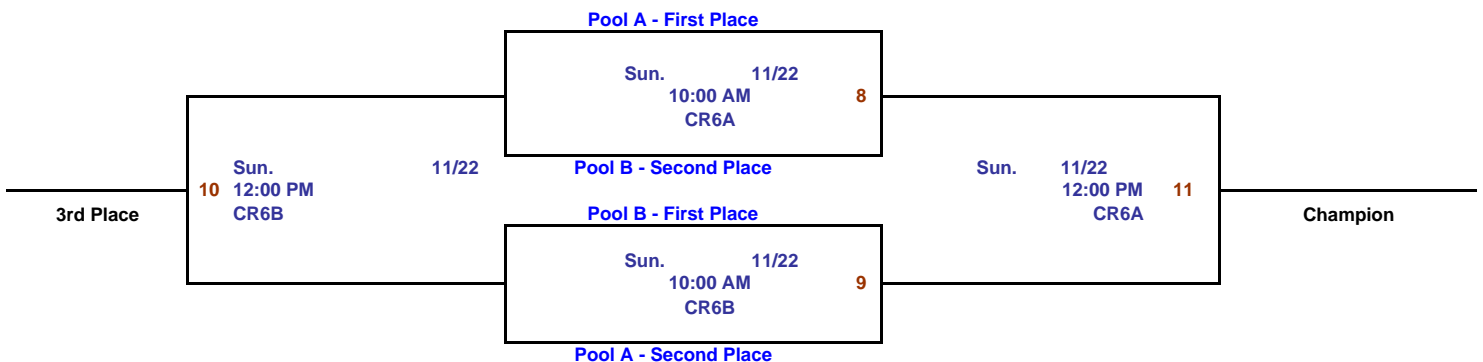 Pool A - First Place
Sun. 11/22
10:00 AM 8
CR6A
Sun. 11/22 Pool B - Second Place Sun. 11/22
10 12:00 PM 12:00 PM 11
3rd Place CR6B Pool B - First Place CR6A Champion
Sun. 11/22
10:00 AM 9
CR6B
Pool A - Second Place